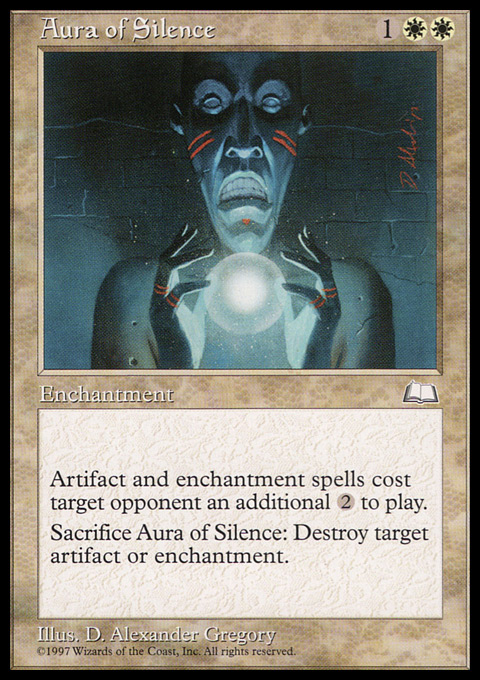 Aura of Silence 1
Enchantment
Artifact and enchantment spells cost
target opponent an additional 2 to play.
Sacrifice Aura of Silence: Destroy target
artifact or enchantment.
Illus. D. Alexander Gregory
©1997 Wizards of the Coast, Inc. All rights reserved.